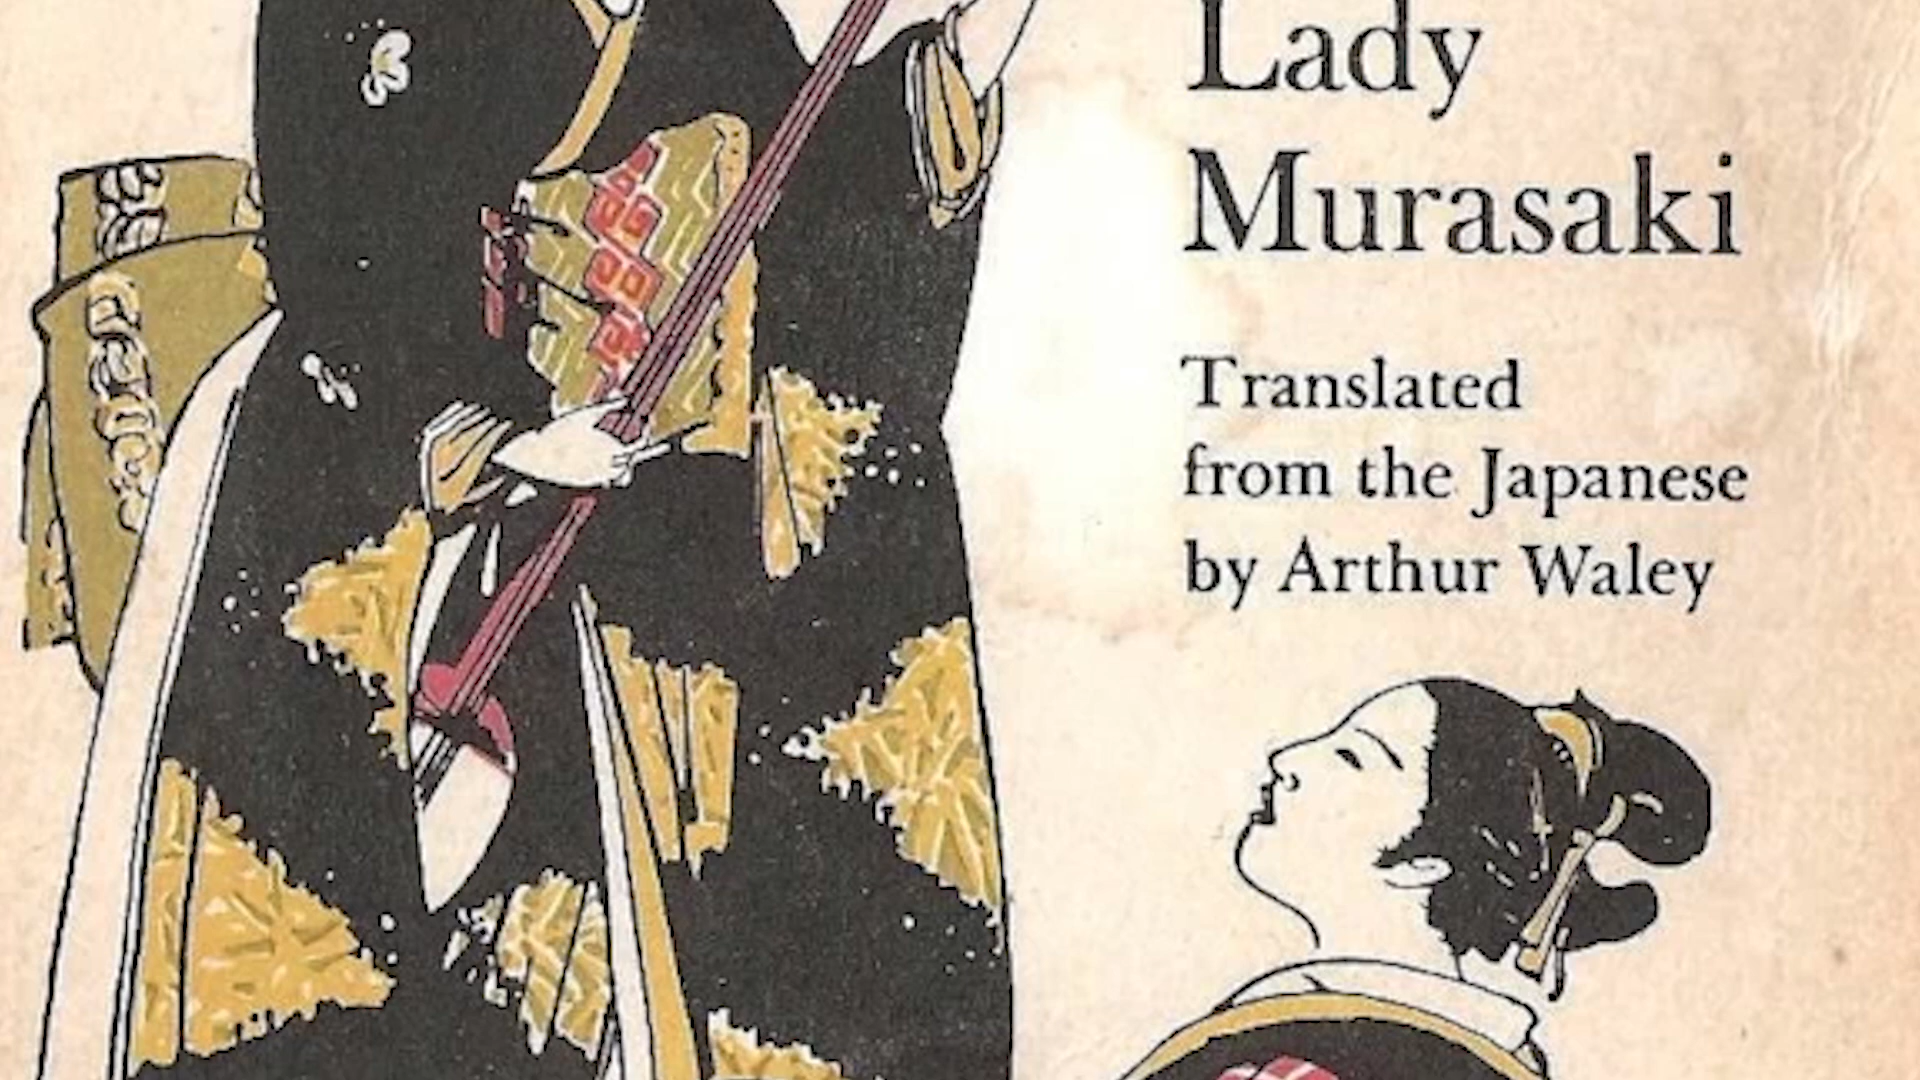 Lady
Murasaki
Translated
from the Japanese
by Arthur Waley